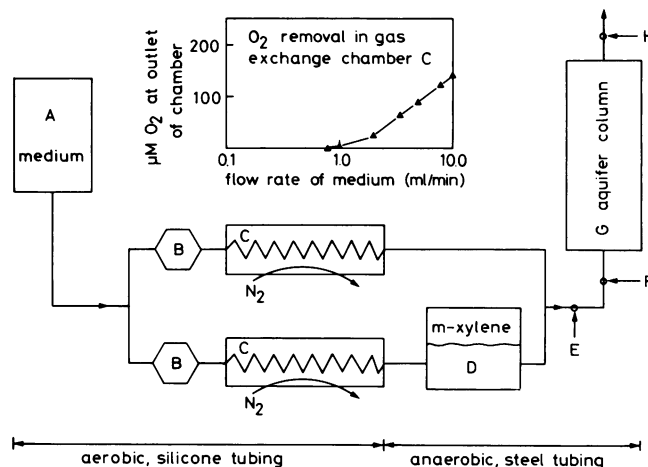 200
100
µM O2 at outlet
of chamber
O2 removal in gas
exchange chamber C
0.1
1.0
10.0
flow rate of medium (ml/min)
A
medium
B
C
N2
B
C
N2
m-xylene
D
E
F
G aquifer column
H
aerobic, silicone tubing
anaerobic, steel tubing